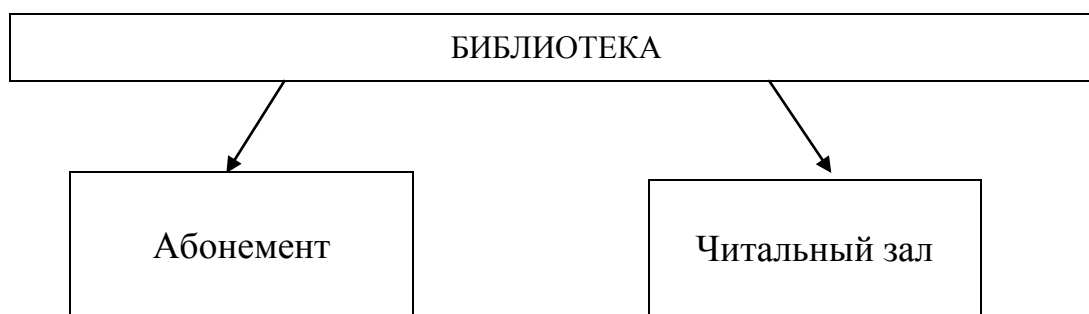 БИБЛИОТЕКА
Абонемент
Читальный зал